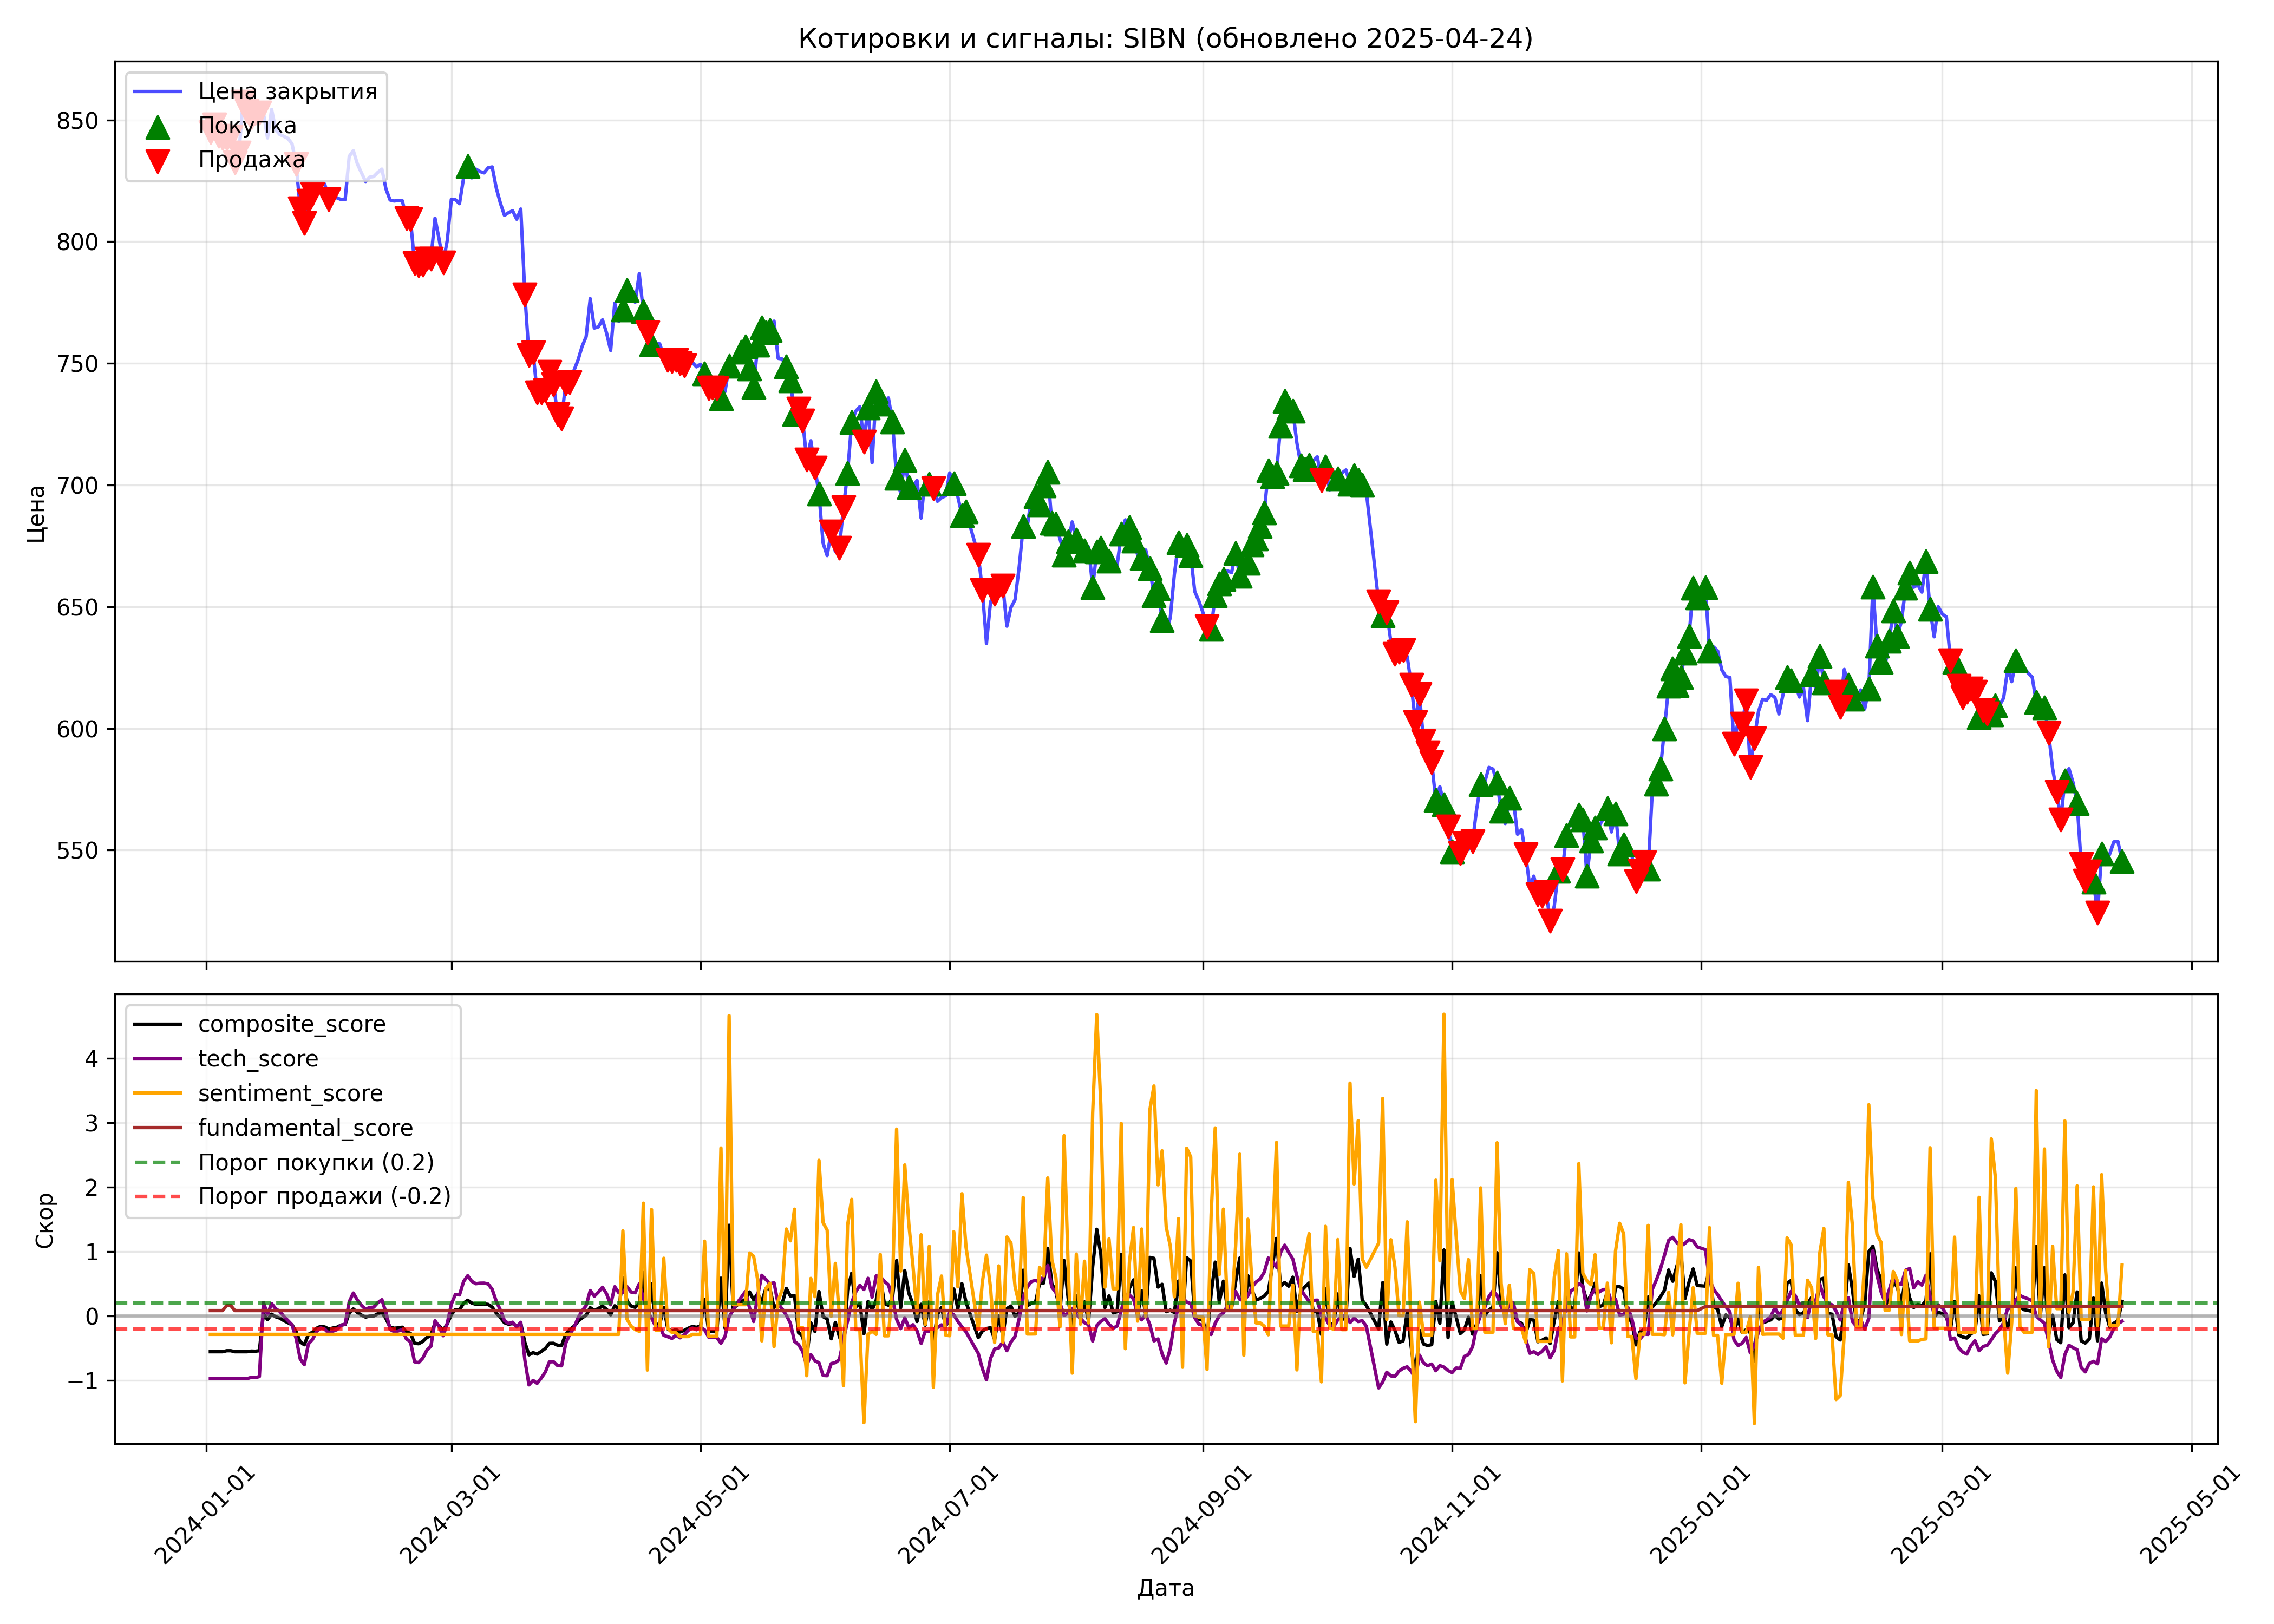 Котировки и сигналы: SIBN (обновлено 2025-04-24)
Цена закрытия
Покупка
Продажа
850
800
750
700
650
600
550
Цена
composite_score
tech_score
sentiment_score
fundamental_score
Порог покупки (0.2)
Порог продажи (-0.2)
4
3
2
1
0
−1
Скор
2024-01-01
2024-03-01
2024-05-01
2024-07-01
2024-09-01
2024-11-01
2025-01-01
2025-03-01
2025-05-01
Дата